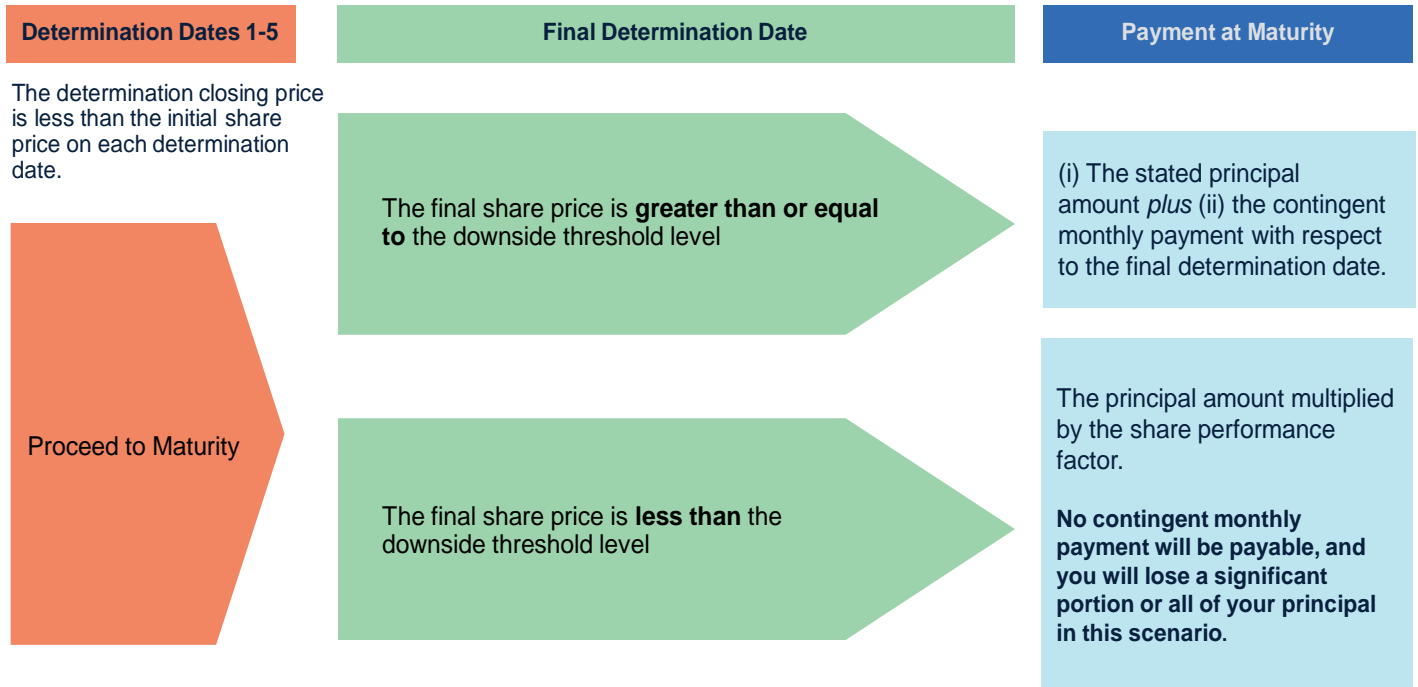 Determination Dates 1-5
Final Determination Date
Payment at Maturity
The determination closing price
is less than the initial share
price on each determination
date.
Proceed to Maturity
The final share price is greater than or equal
to the downside threshold level
(i) The stated principal
amount plus (ii) the contingent
monthly payment with respect
to the final determination date.
The final share price is less than the
downside threshold level
The principal amount multiplied
by the share performance
factor.
No contingent monthly
payment will be payable, and
you will lose a significant
portion or all of your principal
in this scenario.